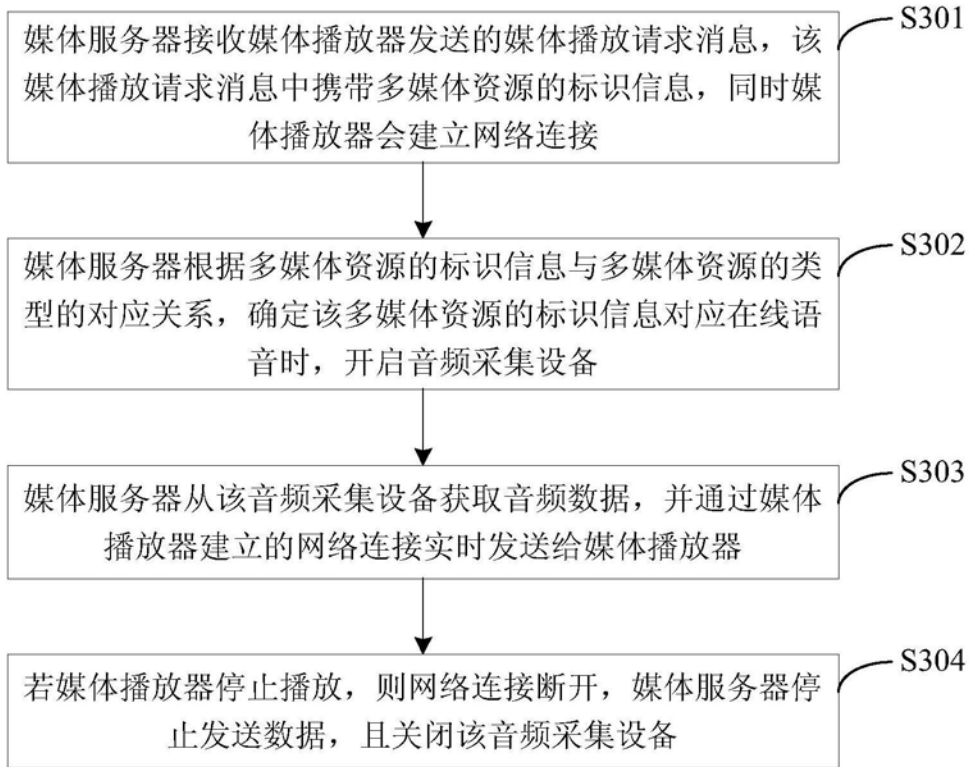 媒体服务器接收媒体播放器发送的媒体播放请求消息，该
媒体播放请求消息中携带多媒体资源的标识信息，同时媒
体播放器会建立网络连接
S301
媒体服务器根据多媒体资源的标识信息与多媒体资源的类
型的对应关系，确定该多媒体资源的标识信息对应在线语
音时，开启音频采集设备
S302
媒体服务器从该音频采集设备获取音频数据，并通过媒体
播放器建立的网络连接实时发送给媒体播放器
S303
若媒体播放器停止播放，则网络连接断开，媒体服务器停
止发送数据，且关闭该音频采集设备
S304